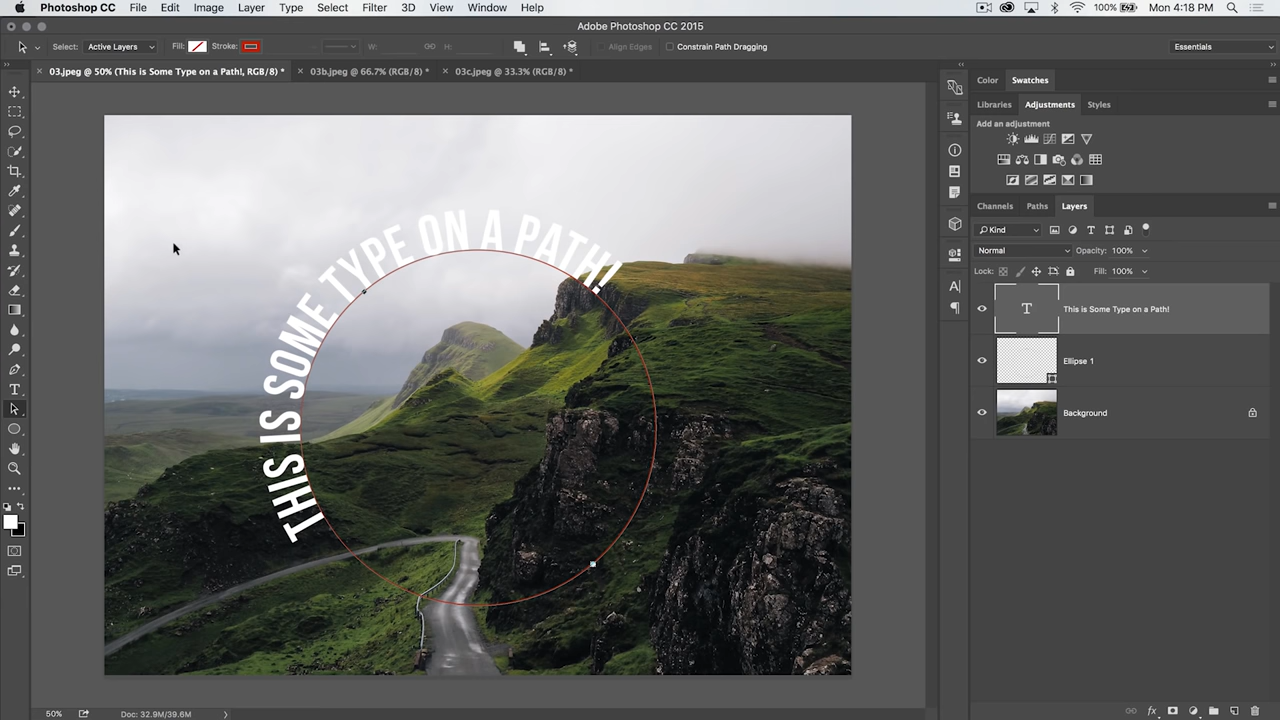 Photoshop CC File Edit Image Layer Type Select Filter 3D View Window Help 100% Mon 4:18 PM
Adobe Photoshop CC 2015
Select: Active Layers Fill: Stroke: W: H: Align Edges Constrain Path Dragging Essentials
03.jpeg @ 50% (This is Some Type on a Path!, RGB/8) * 03b.jpeg @ 66.7% (RGB/8) * 03c.jpeg @ 33.3% (RGB/8) *
Color Swatches
Libraries Adjustments Styles
Add an adjustment
Channels Paths Layers
Kind
Normal Opacity: 100%
Lock: Fill: 100%
This is Some Type on a Path!
Ellipse 1
Background
THIS IS SOME TYPE ON A PATH!
50% Doc: 32.9M/39.6M